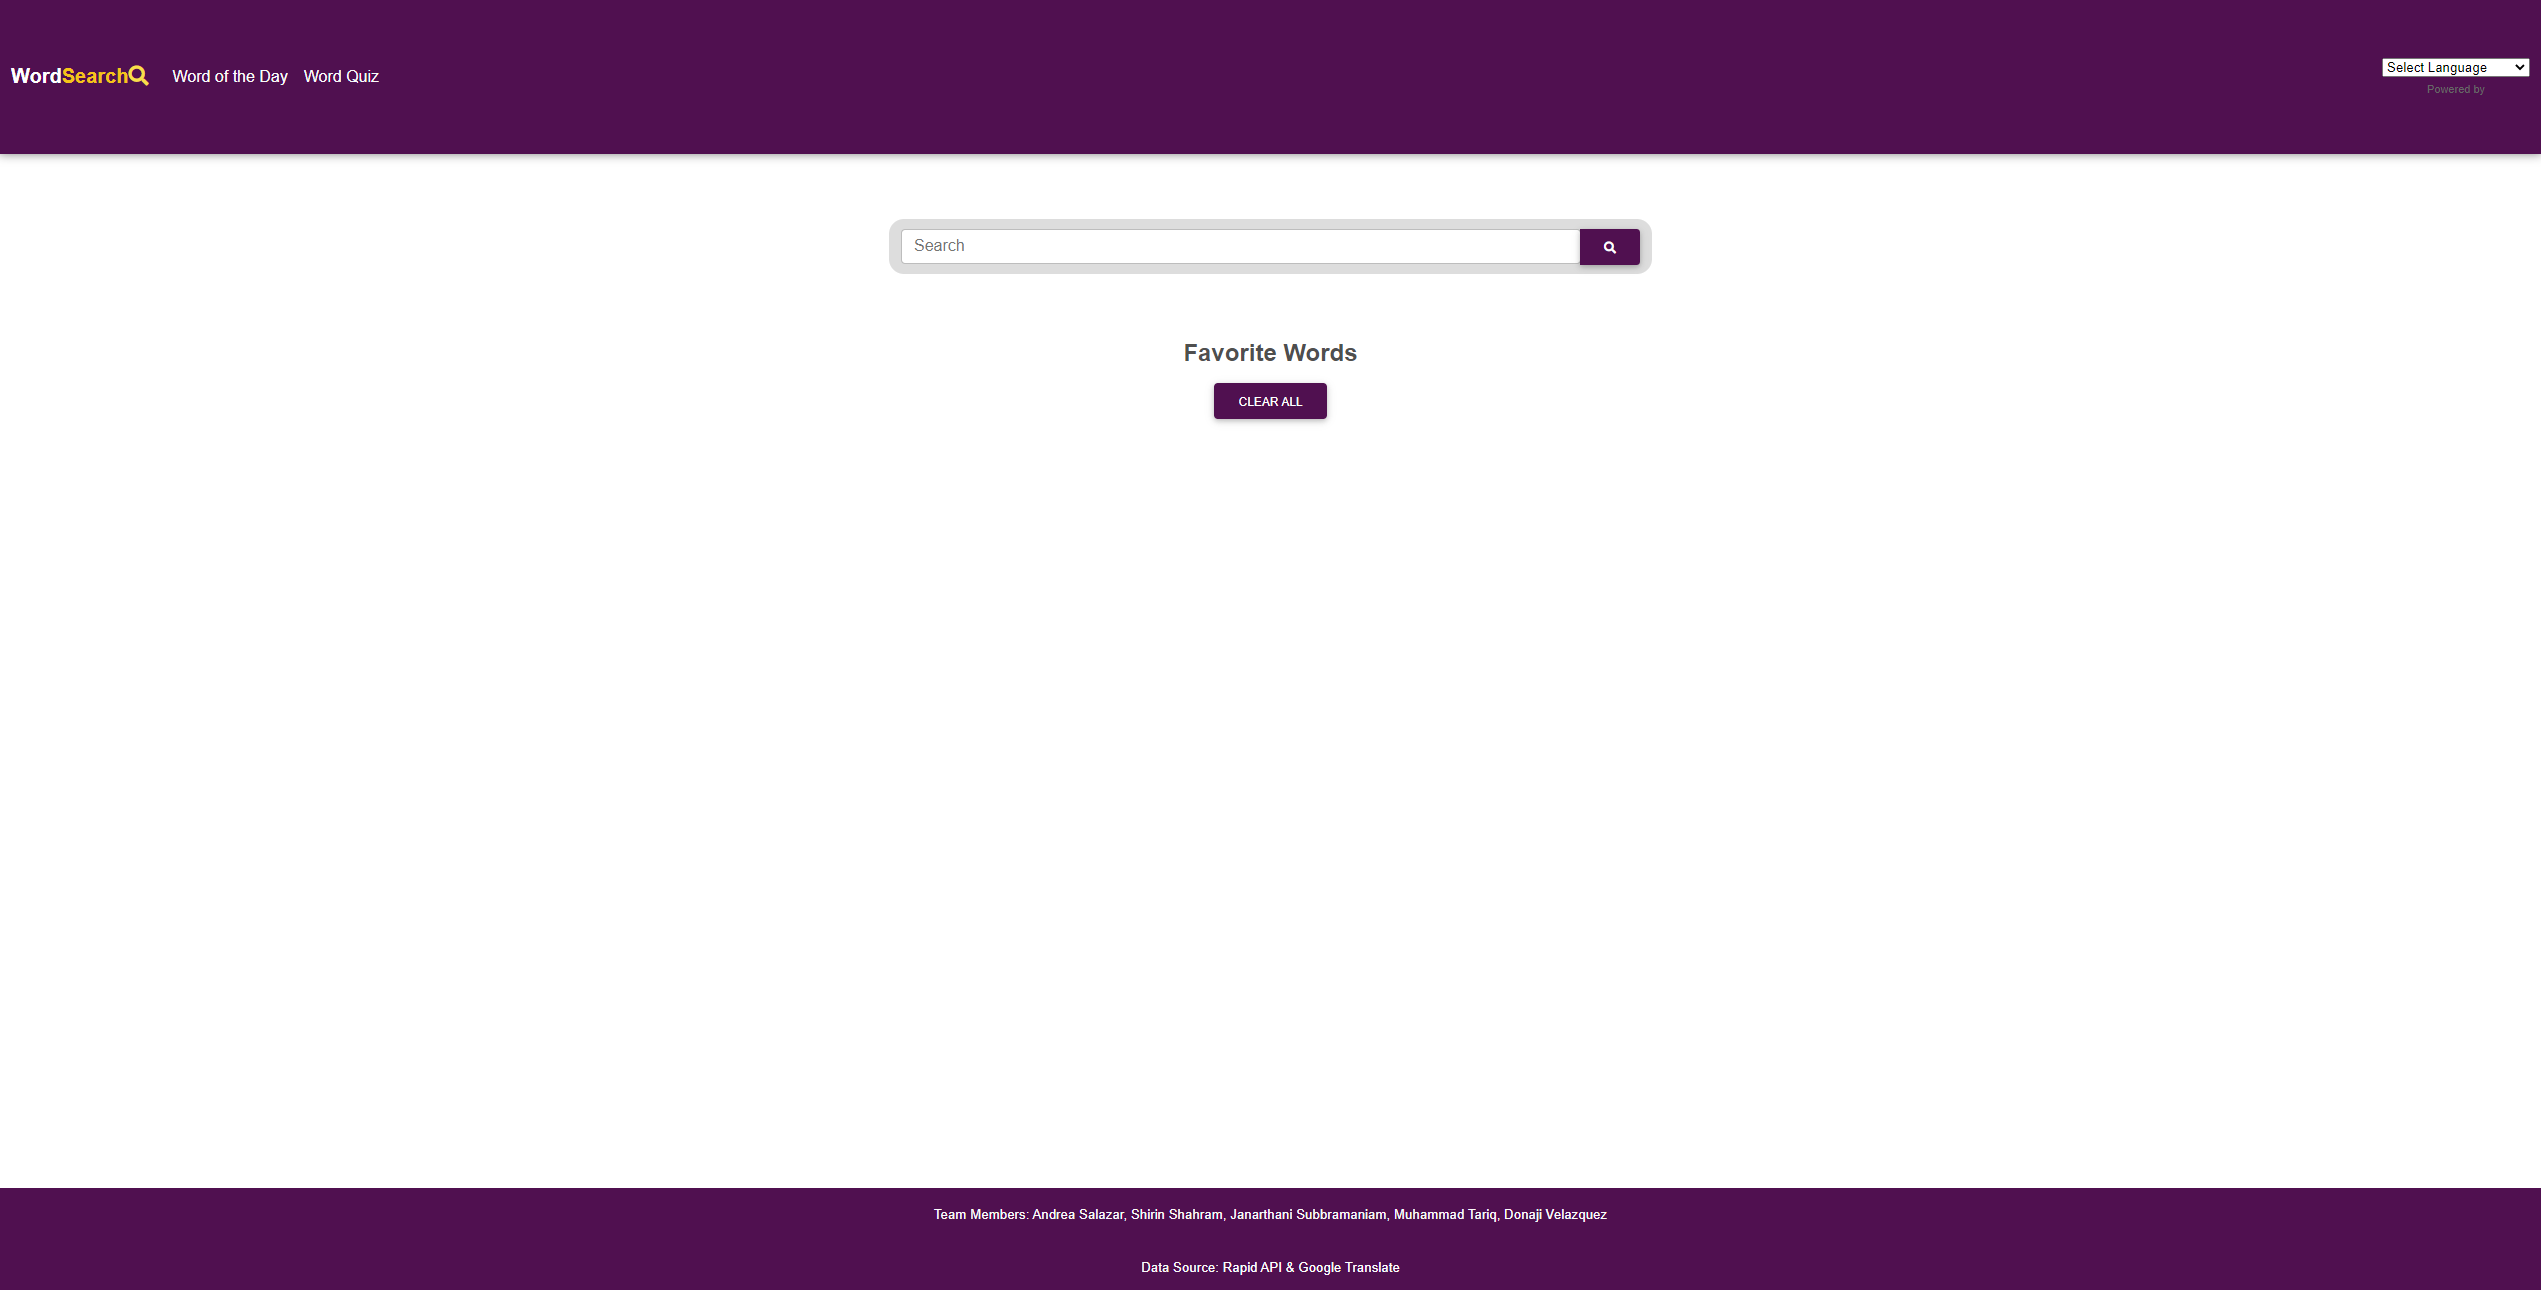 WordSearch
Word of the Day
Word Quiz
Select Language
Powered by
Search
Favorite Words
CLEAR ALL
Team Members: Andrea Salazar, Shirin Shahram, Janarthani Subbramaniam, Muhammad Tariq, Donaji Velazquez
Data Source: Rapid API & Google Translate